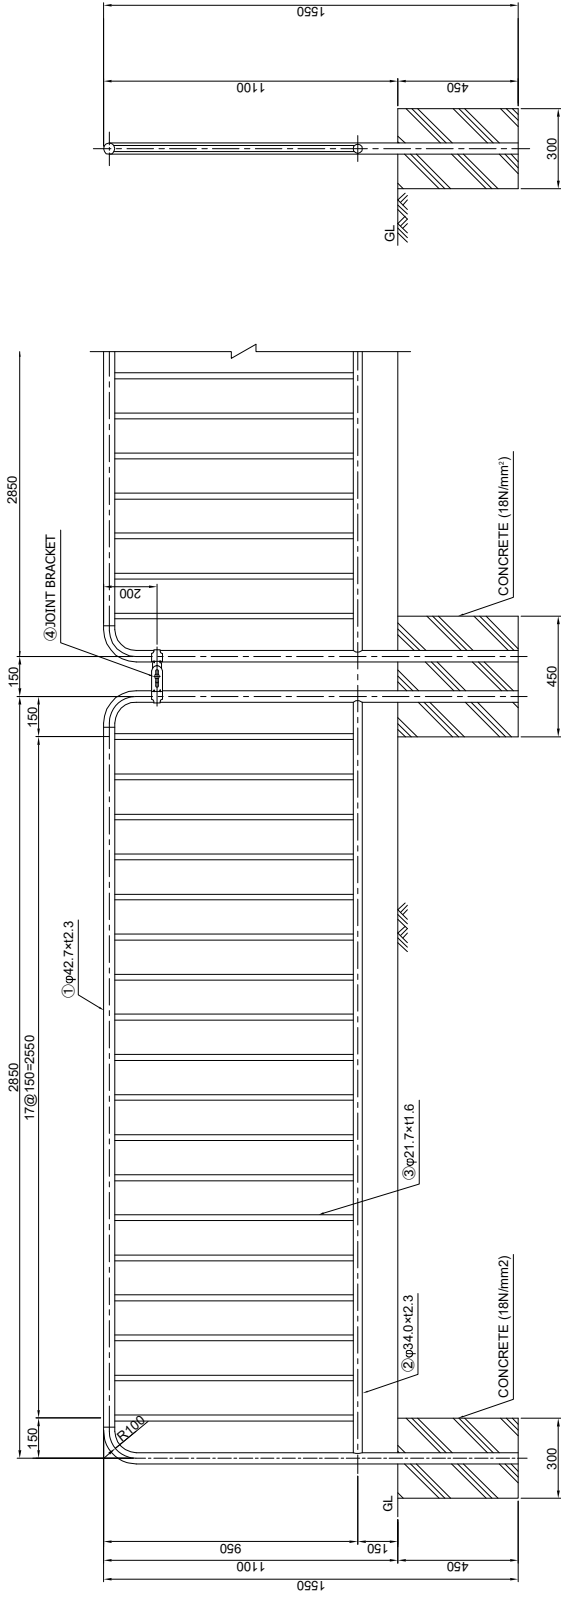 1550
1100
450
300
GL
2850
④JOINT BRACKET
200
CONCRETE (18N/mm²)
150
150
450
①φ42.7×t2.3
2850
17@150=2550
③φ21.7×t1.6
②φ34.0×t2.3
CONCRETE (18N/mm2)
150
R100
300
GL
950
150
1100
450
1550